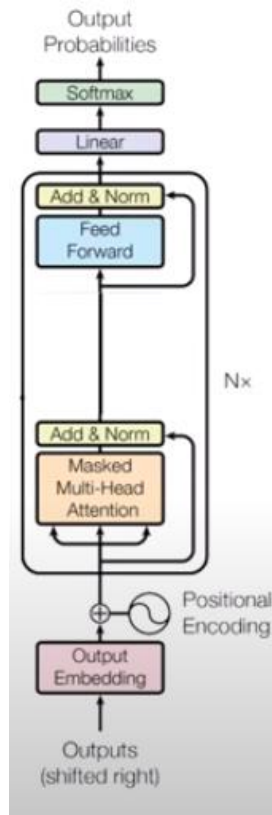 Output
Probabilities
Softmax
Linear
Add & Norm
Feed
Forward
N×
Add & Norm
Masked
Multi-Head
Attention
Positional
Encoding
Output
Embedding
Outputs
(shifted right)